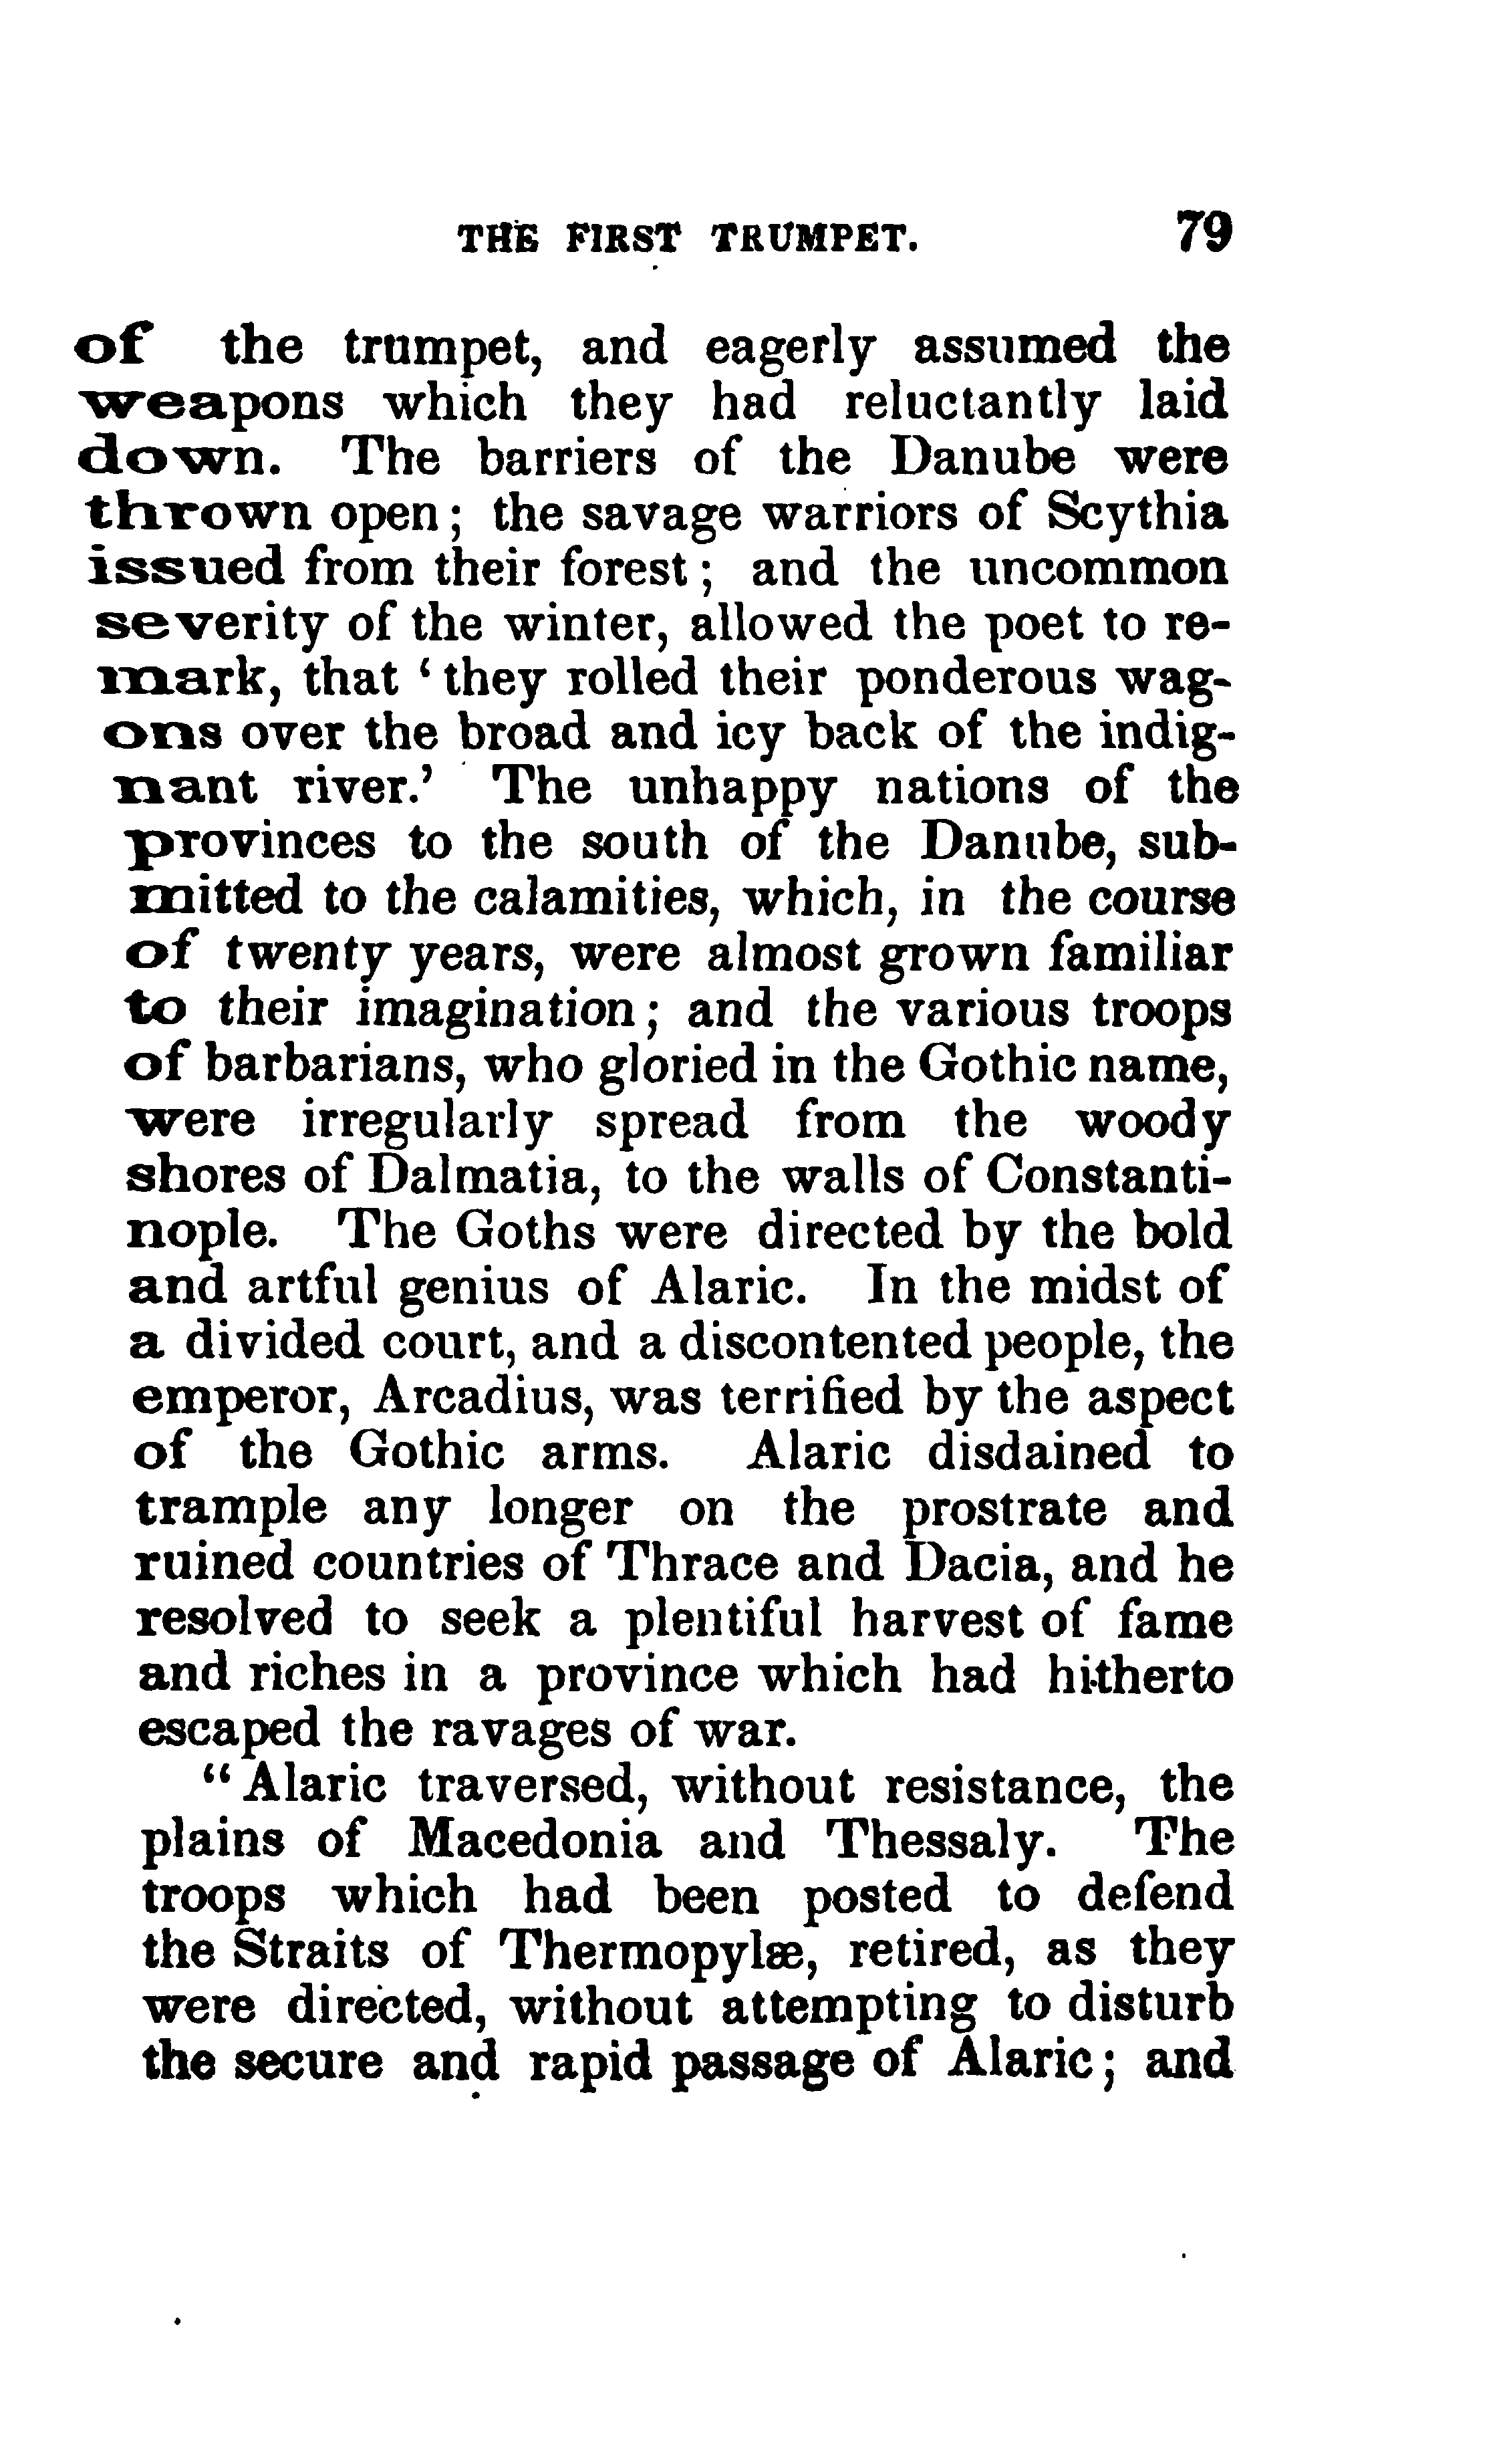 THE FIRST TRUMPET. 79
of the trumpet, and eagerly assumed the
weapons which they had reluctantly laid
down. The barriers of the Danube were
thrown open; the savage warriors of Scythia
issued from their forest; and the uncommon
severity of the winter, allowed the poet to re-
mark, that ‘they rolled their ponderous wag-
ons over the broad and icy back of the indig-
nant river.’ The unhappy nations of the
provinces to the south of the Danube, sub-
mitted to the calamities, which, in the course
of twenty years, were almost grown familiar
to their imagination; and the various troops
of barbarians, who gloried in the Gothic name,
were irregularly spread from the woody
shores of Dalmatia, to the walls of Constanti-
nople. The Goths were directed by the bold
and artful genius of Alaric. In the midst of
a divided court, and a discontented people, the
emperor, Arcadius, was terrified by the aspect
of the Gothic arms. Alaric disdained to
trample any longer on the prostrate and
ruined countries of Thrace and Dacia, and he
resolved to seek a plentiful harvest of fame
and riches in a province which had hitherto
escaped the ravages of war.
“Alaric traversed, without resistance, the
plains of Macedonia and Thessaly. The
troops which had been posted to defend
the Straits of Thermopylæ, retired, as they
were directed, without attempting to disturb
the secure and rapid passage of Alaric; and